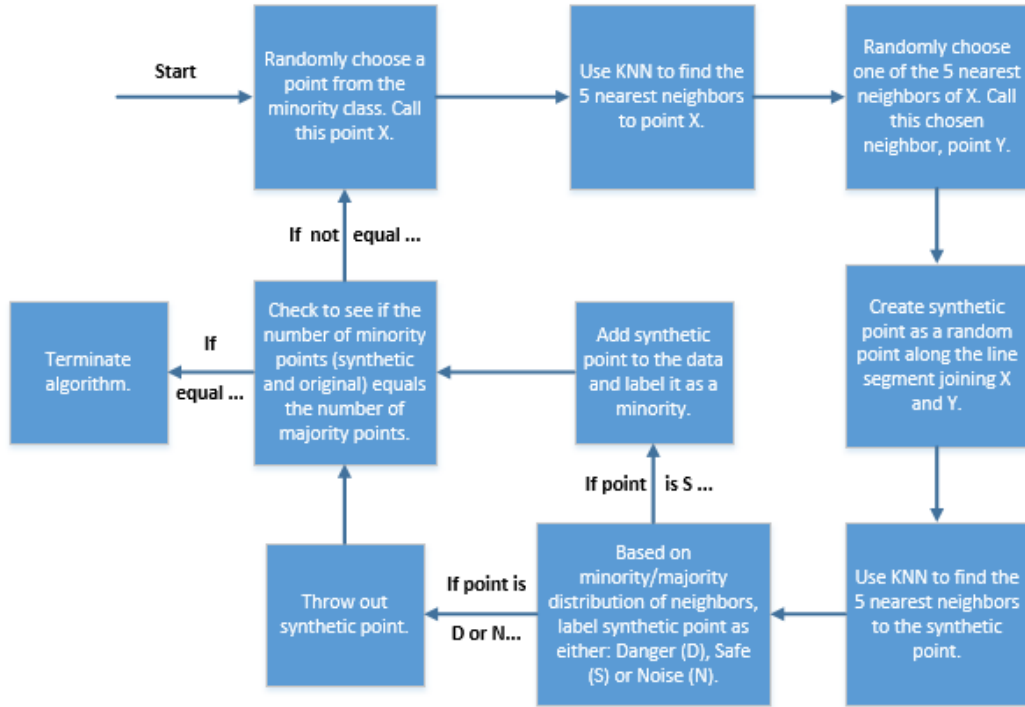 Start
Randomly choose a
point from the
minority class. Call
this point X.
Use KNN to find the
5 nearest neighbors
to point X.
Randomly choose
one of the 5 nearest
neighbors of X. Call
this chosen
neighbor, point Y.
If not equal ...
Terminate
algorithm.
If
equal ...
Check to see if the
number of minority
points (synthetic
and original) equals
the number of
majority points.
Add synthetic
point to the data
and label it as a
minority.
Create synthetic
point as a random
point along the line
segment joining X
and Y.
If point is S ...
Throw out
synthetic point.
If point is
D or N...
Based on
minority/majority
distribution of neighbors,
label synthetic point as
either: Danger (D), Safe
(S) or Noise (N).
Use KNN to find the
5 nearest neighbors
to the synthetic
point.